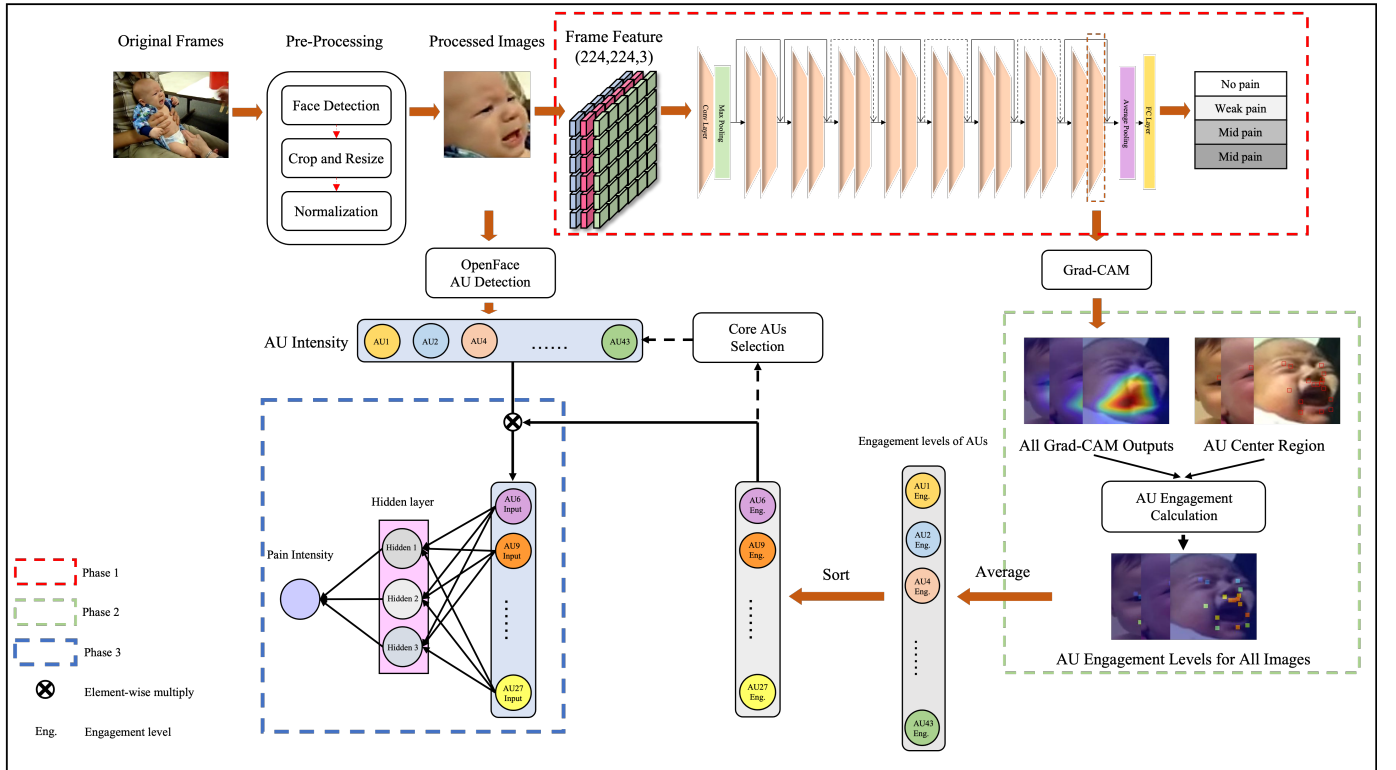 Original Frames
Pre-Processing
Processed Images
Frame Feature
(224,224,3)
Face Detection
Crop and Resize
Normalization
Conv Layer
Max Pooling
Average Pooling
FC Layer
No pain
Weak pain
Mid pain
Mid pain
OpenFace
AU Detection
Grad-CAM
AU Intensity
AU1
AU2
AU4
......
AU43
Core AUs
Selection
All Grad-CAM Outputs
AU Center Region
AU Engagement
Calculation
AU Engagement Levels for All Images
Engagement levels of AUs
AU1
Eng.
AU2
Eng.
AU4
Eng.
......
AU43
Eng.
Average
Sort
AU6
Eng.
AU9
Eng.
......
AU27
Eng.
AU6
Input
AU9
Input
......
AU27
Input
Hidden layer
Hidden 1
Hidden 2
Hidden 3
Pain Intensity
Phase 1
Phase 2
Phase 3
Element-wise multiply
Eng.
Engagement level